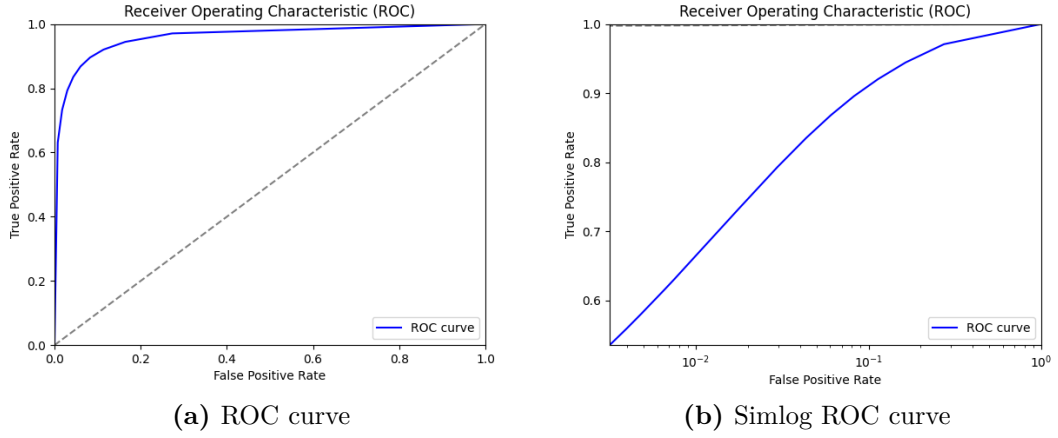 Receiver Operating Characteristic (ROC)
1.0
0.8
0.6
0.4
0.2
0.0
True Positive Rate
ROC curve
0.0 0.2 0.4 0.6 0.8 1.0
False Positive Rate
(a) ROC curve
Receiver Operating Characteristic (ROC)
1.0
0.9
0.8
0.7
0.6
True Positive Rate
ROC curve
10⁻² 10⁻¹ 10⁰
False Positive Rate
(b) Simlog ROC curve